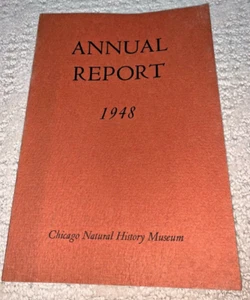 ANNUAL
REPORT
1948
Chicago Natural History Museum